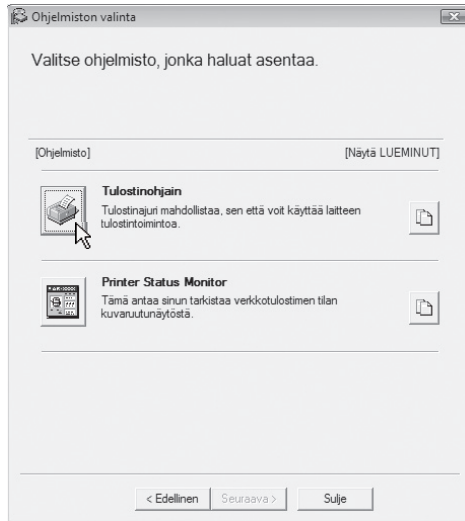 Ohjelmiston valinta
Valitse ohjelmisto, jonka haluat asentaa.
[Ohjelmisto] [Näytä LUEMINUT]
Tulostinohjain
Tulostinajuri mahdollistaa, sen että voit käyttää laitteen
tulostintoimintoa.
Printer Status Monitor
Tämä antaa sinun tarkistaa verkkotulostimen tilan
kuvaruutunäytöstä.
< Edellinen Seuraava > Sulje